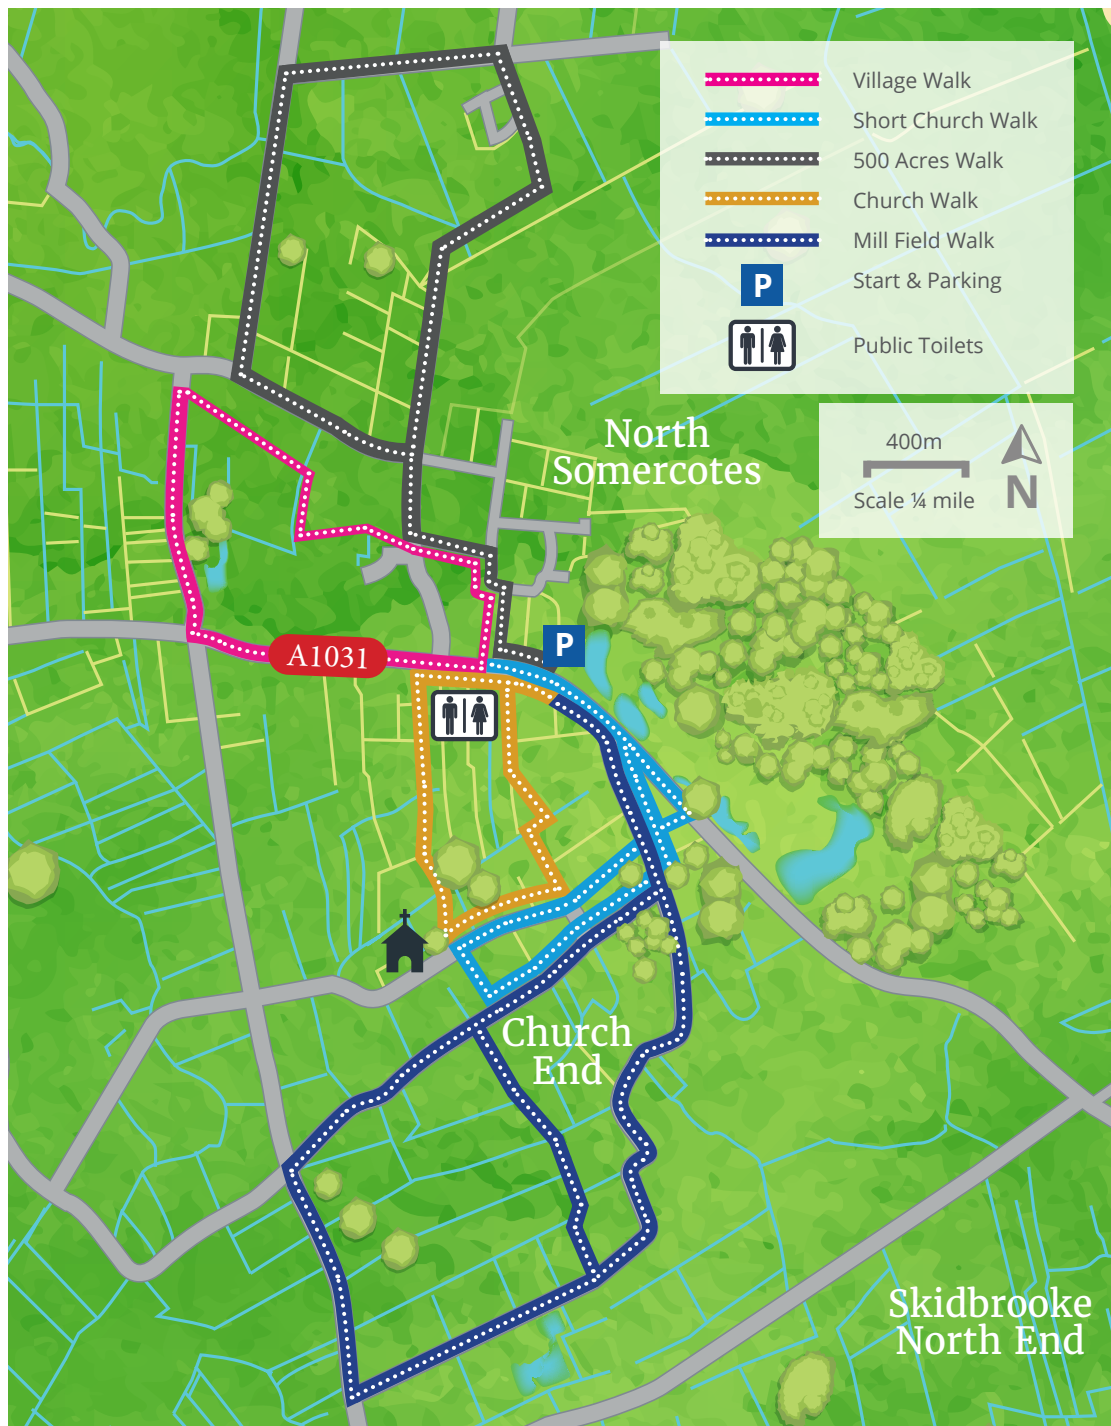 Village Walk
Short Church Walk
500 Acres Walk
Church Walk
Mill Field Walk
P
Start & Parking
Public Toilets
400m
Scale ¼ mile
N
North
Somercotes
P
A1031
Church
End
Skidbrooke
North End